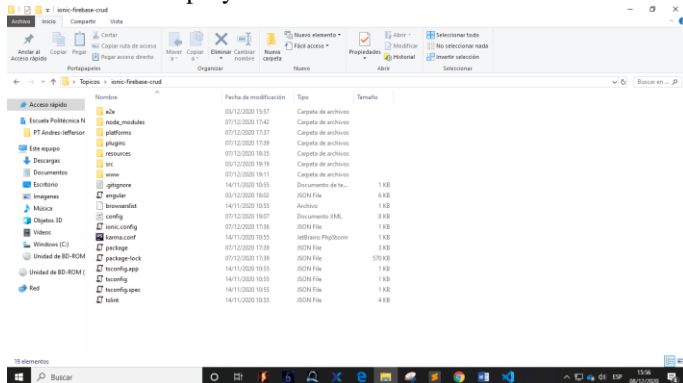 ionic-firebase-crud
Archivo Inicio Compartir Vista
Anclar al Acceso rápido
Copiar Pegar
Cortar
Copiar ruta de acceso
Pegar acceso directo
Portapapeles
Mover a
Copiar a
Eliminar Cambiar nombre
Organizar
Nueva carpeta
Nuevo elemento
Fácil acceso
Nuevo
Propiedades
Abrir
Modificar
Historial
Abrir
Seleccionar todo
No seleccionar nada
Invertir selección
Seleccionar
Topicos › ionic-firebase-crud
Buscar en ...
Nombre Fecha de modificación Tipo Tamaño
Acceso rápido
Escuela Politécnica N
PT Andres-Jefferson
Este equipo
Descargas
Documentos
Escritorio
Imágenes
Música
Objetos 3D
Vídeos
Windows (C:)
Unidad de BD-ROM
Unidad de BD-ROM (
Red
e2e 03/12/2020 15:57 Carpeta de archivos
node_modules 07/12/2020 17:42 Carpeta de archivos
platforms 07/12/2020 17:37 Carpeta de archivos
plugins 07/12/2020 17:39 Carpeta de archivos
resources 07/12/2020 18:35 Carpeta de archivos
src 03/12/2020 19:19 Carpeta de archivos
www 07/12/2020 19:11 Carpeta de archivos
.gitignore 14/11/2020 10:55 Documento de te... 1 KB
angular 03/12/2020 18:02 JSON File 6 KB
browserslist 14/11/2020 10:55 Archivo 1 KB
config 07/12/2020 19:07 Documento XML 8 KB
ionic.config 07/12/2020 17:36 JSON File 1 KB
karma.conf 14/11/2020 10:55 JetBrains PhpStorm 1 KB
package 07/12/2020 17:39 JSON File 3 KB
package-lock 07/12/2020 17:39 JSON File 570 KB
tsconfig.app 14/11/2020 10:55 JSON File 1 KB
tsconfig 14/11/2020 10:55 JSON File 1 KB
tsconfig.spec 14/11/2020 10:55 JSON File 1 KB
tslint 14/11/2020 10:55 JSON File 4 KB
19 elementos
Buscar
ESP
15:56
08/12/2020